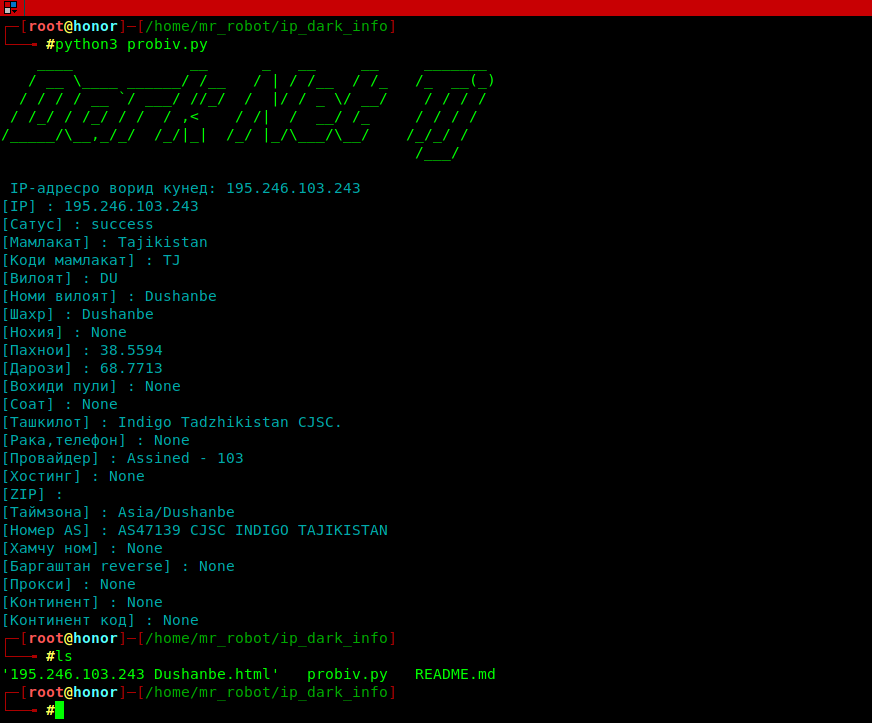 ┌─[root@honor]─[/home/mr_robot/ip_dark_info]
└──╼ #python3 probiv.py
Dark Net Tj
IP-адресро ворид кунед: 195.246.103.243
[IP] : 195.246.103.243
[Сатус] : success
[Мамлакат] : Tajikistan
[Коди мамлакат] : TJ
[Вилоят] : DU
[Номи вилоят] : Dushanbe
[Шахр] : Dushanbe
[Нохия] : None
[Пахнои] : 38.5594
[Дарози] : 68.7713
[Вохиди пули] : None
[Соат] : None
[Ташкилот] : Indigo Tadzhikistan CJSC.
[Рака,телефон] : None
[Провайдер] : Assined - 103
[Хостинг] : None
[ZIP] :
[Таймзона] : Asia/Dushanbe
[Номер AS] : AS47139 CJSC INDIGO TAJIKISTAN
[Хамчу ном] : None
[Баргаштан reverse] : None
[Прокси] : None
[Континент] : None
[Континент код] : None
┌─[root@honor]─[/home/mr_robot/ip_dark_info]
└──╼ #ls
'195.246.103.243 Dushanbe.html'   probiv.py   README.md
┌─[root@honor]─[/home/mr_robot/ip_dark_info]
└──╼ #